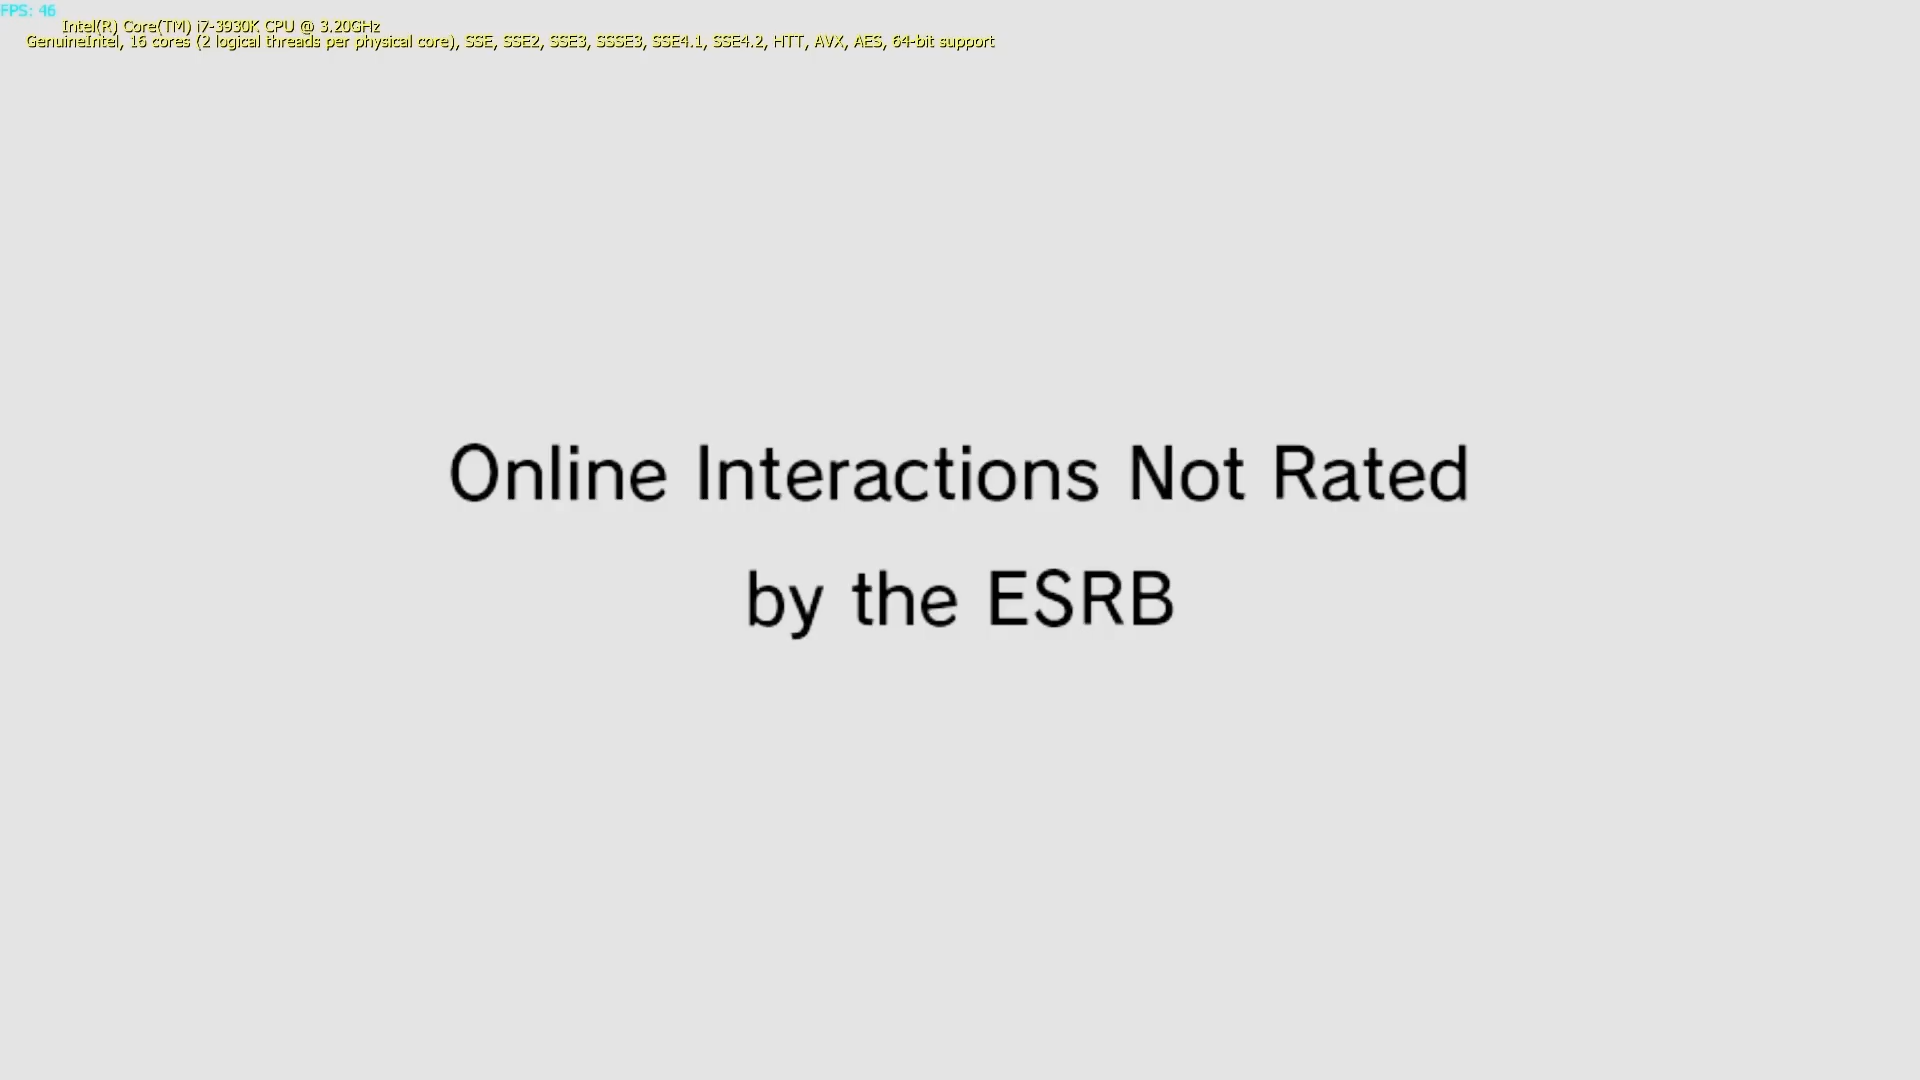 FPS: 46
Intel(R) Core(TM) i7-3930K CPU @ 3.20GHz
GenuineIntel, 16 cores (2 logical threads per physical core), SSE, SSE2, SSE3, SSSE3, SSE4.1, SSE4.2, HTT, AVX, AES, 64-bit support
Online Interactions Not Rated
by the ESRB